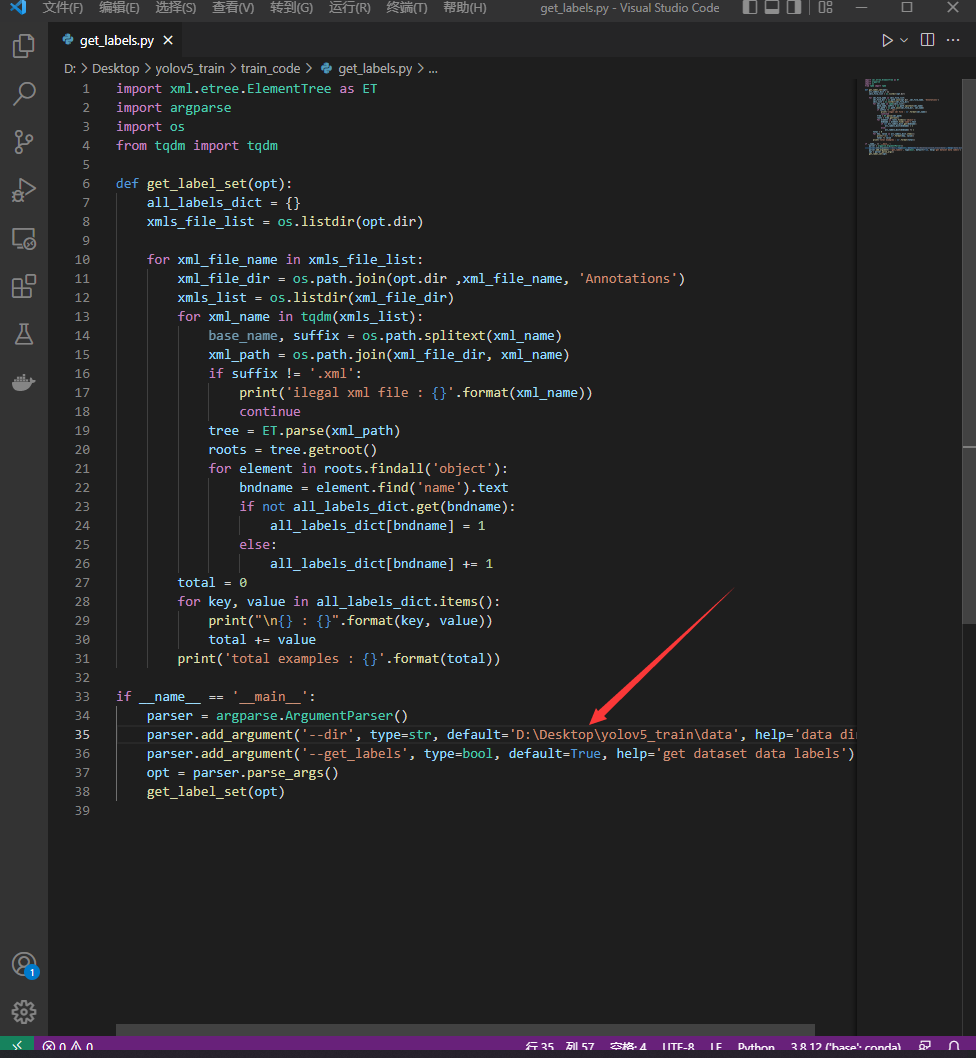 文件(F) 编辑(E) 选择(S) 查看(V) 转到(G) 运行(R) 终端(T) 帮助(H) get_labels.py - Visual Studio Code
get_labels.py
D: > Desktop > yolov5_train > train_code > get_labels.py > ...
1 import xml.etree.ElementTree as ET
2 import argparse
3 import os
4 from tqdm import tqdm
5
6 def get_label_set(opt):
7 all_labels_dict = {}
8 xmls_file_list = os.listdir(opt.dir)
9
10 for xml_file_name in xmls_file_list:
11 xml_file_dir = os.path.join(opt.dir ,xml_file_name, 'Annotations')
12 xmls_list = os.listdir(xml_file_dir)
13 for xml_name in tqdm(xmls_list):
14 base_name, suffix = os.path.splitext(xml_name)
15 xml_path = os.path.join(xml_file_dir, xml_name)
16 if suffix != '.xml':
17 print('ilegal xml file : {}'.format(xml_name))
18 continue
19 tree = ET.parse(xml_path)
20 roots = tree.getroot()
21 for element in roots.findall('object'):
22 bndname = element.find('name').text
23 if not all_labels_dict.get(bndname):
24 all_labels_dict[bndname] = 1
25 else:
26 all_labels_dict[bndname] += 1
27 total = 0
28 for key, value in all_labels_dict.items():
29 print("\n{} : {}".format(key, value))
30 total += value
31 print('total examples : {}'.format(total))
32
33 if __name__ == '__main__':
34 parser = argparse.ArgumentParser()
35 parser.add_argument('--dir', type=str, default='D:\Desktop\yolov5_train\data', help='data di
36 parser.add_argument('--get_labels', type=bool, default=True, help='get dataset data labels')
37 opt = parser.parse_args()
38 get_label_set(opt)
39
1
0 0 行 35, 列 57 空格: 4 UTF-8 LF Python 3.8.12 ('base': conda)